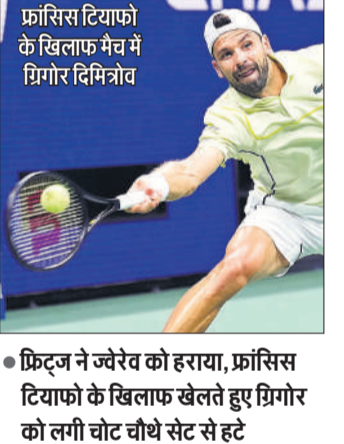 फ्रांसिस टियाफो
के खिलाफ मैच में
ग्रिगोर दिमित्रोव
फ्रिट्ज ने ज्वेरेव को हराया, फ्रांसिस
टियाफो के खिलाफ खेलते हुए ग्रिगोर
को लगी चोट चौथे सेट से हटे